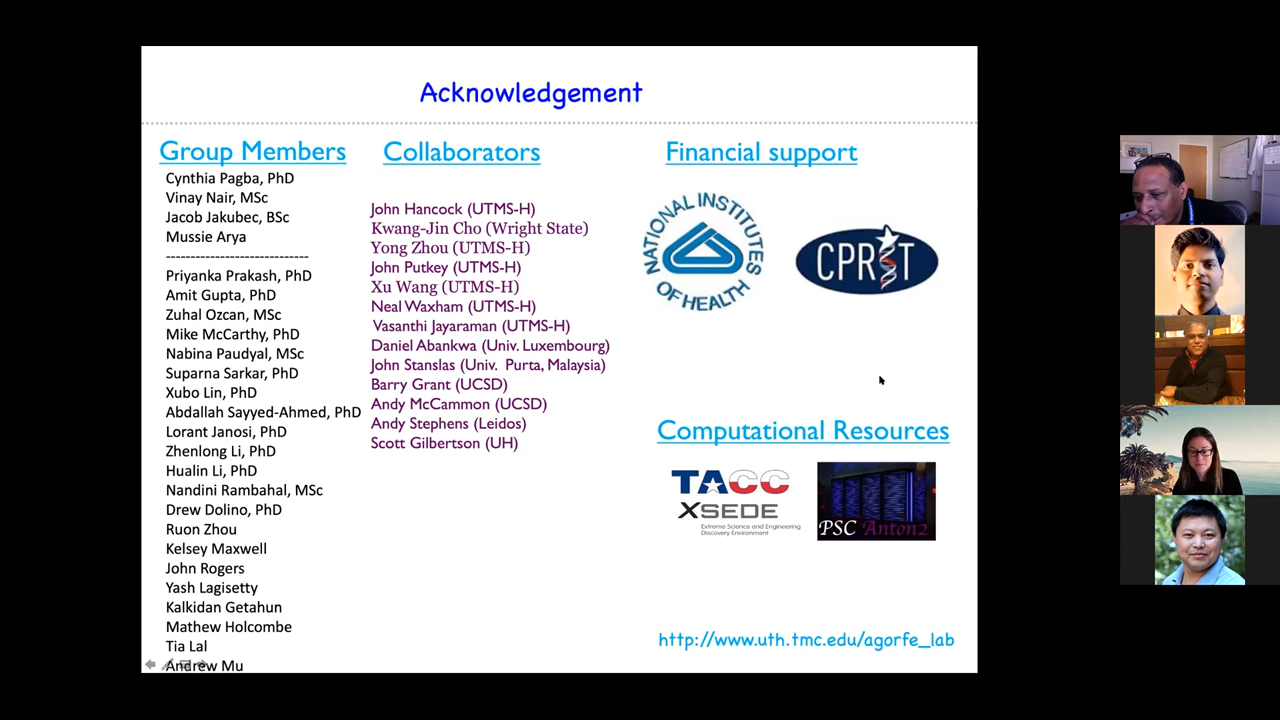 Acknowledgement
Group Members
Cynthia Pagba, PhD
Vinay Nair, MSc
Jacob Jakubec, BSc
Mussie Arya
-----------------------------
Priyanka Prakash, PhD
Amit Gupta, PhD
Zuhal Ozcan, MSc
Mike McCarthy, PhD
Nabina Paudyal, MSc
Suparna Sarkar, PhD
Xubo Lin, PhD
Abdallah Sayyed-Ahmed, PhD
Lorant Janosi, PhD
Zhenlong Li, PhD
Hualin Li, PhD
Nandini Rambahal, MSc
Drew Dolino, PhD
Ruon Zhou
Kelsey Maxwell
John Rogers
Yash Lagisetty
Kalkidan Getahun
Mathew Holcombe
Tia Lal
Andrew Mu
Collaborators
John Hancock (UTMS-H)
Kwang-Jin Cho (Wright State)
Yong Zhou (UTMS-H)
John Putkey (UTMS-H)
Xu Wang (UTMS-H)
Neal Waxham (UTMS-H)
Vasanthi Jayaraman (UTMS-H)
Daniel Abankwa (Univ. Luxembourg)
John Stanslas (Univ. Purta, Malaysia)
Barry Grant (UCSD)
Andy McCammon (UCSD)
Andy Stephens (Leidos)
Scott Gilbertson (UH)
Financial support
NATIONAL INSTITUTES
OF HEALTH
CPRIT
Computational Resources
TACC
XSEDE
Extreme Science and Engineering
Discovery Environment
PSC Anton2
http://www.uth.tmc.edu/agorfe_lab